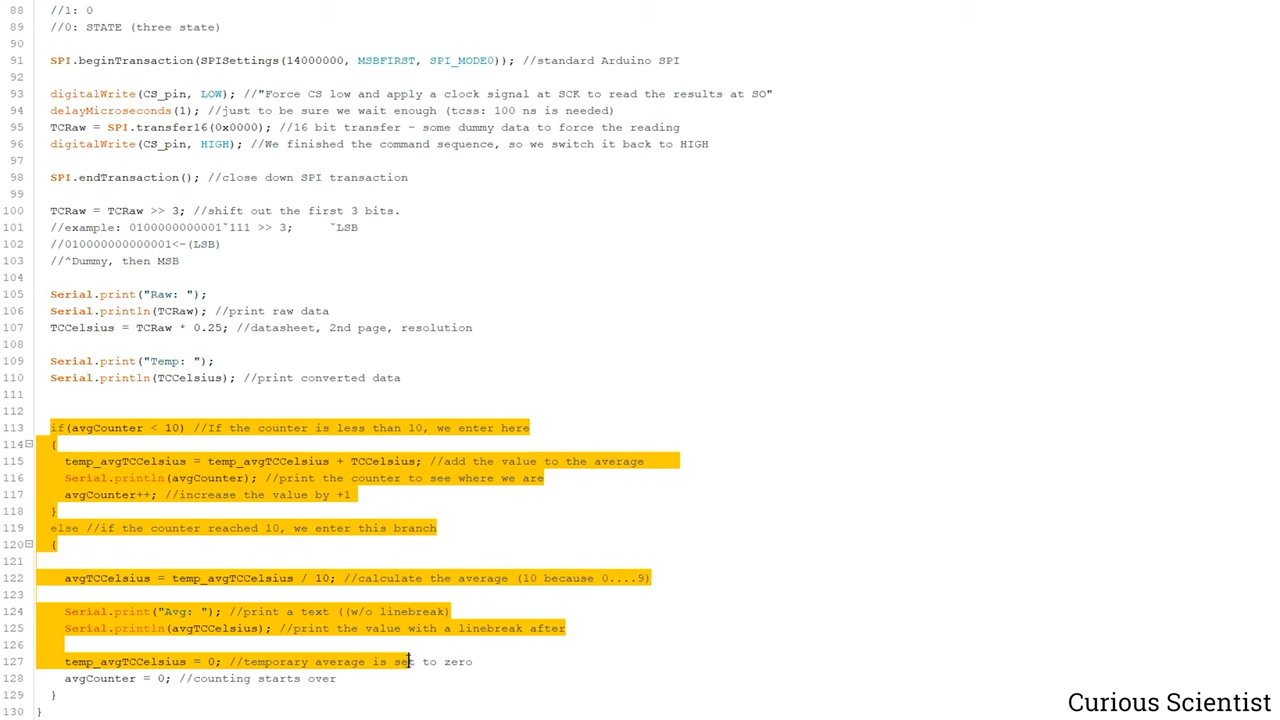 88 //1: 0
89 //0: STATE (three state)
90
91 SPI.beginTransaction(SPISettings(14000000, MSBFIRST, SPI_MODE0)); //standard Arduino SPI
92
93 digitalWrite(CS_pin, LOW); //"Force CS low and apply a clock signal at SCK to read the results at SO"
94 delayMicroseconds(1); //just to be sure we wait enough (tcss: 100 ns is needed)
95 TCRaw = SPI.transfer16(0x0000); //16 bit transfer - some dummy data to force the reading
96 digitalWrite(CS_pin, HIGH); //We finished the command sequence, so we switch it back to HIGH
97
98 SPI.endTransaction(); //close down SPI transaction
99
100 TCRaw = TCRaw >> 3; //shift out the first 3 bits.
101 //example: 0100000000001ˇ111 >> 3; ˇLSB
102 //010000000000001<-(LSB)
103 //^Dummy, then MSB
104
105 Serial.print("Raw: ");
106 Serial.println(TCRaw); //print raw data
107 TCCelsius = TCRaw * 0.25; //datasheet, 2nd page, resolution
108
109 Serial.print("Temp: ");
110 Serial.println(TCCelsius); //print converted data
111
112
113 if(avgCounter < 10) //If the counter is less than 10, we enter here
114 {
115 temp_avgTCCelsius = temp_avgTCCelsius + TCCelsius; //add the value to the average
116 Serial.println(avgCounter); //print the counter to see where we are
117 avgCounter++; //increase the value by +1
118 }
119 else //if the counter reached 10, we enter this branch
120 {
121
122 avgTCCelsius = temp_avgTCCelsius / 10; //calculate the average (10 because 0....9)
123
124 Serial.print("Avg: "); //print a text ((w/o linebreak)
125 Serial.println(avgTCCelsius); //print the value with a linebreak after
126
127 temp_avgTCCelsius = 0; //temporary average is set to zero
128 avgCounter = 0; //counting starts over
129 }
130 }
Curious Scientist